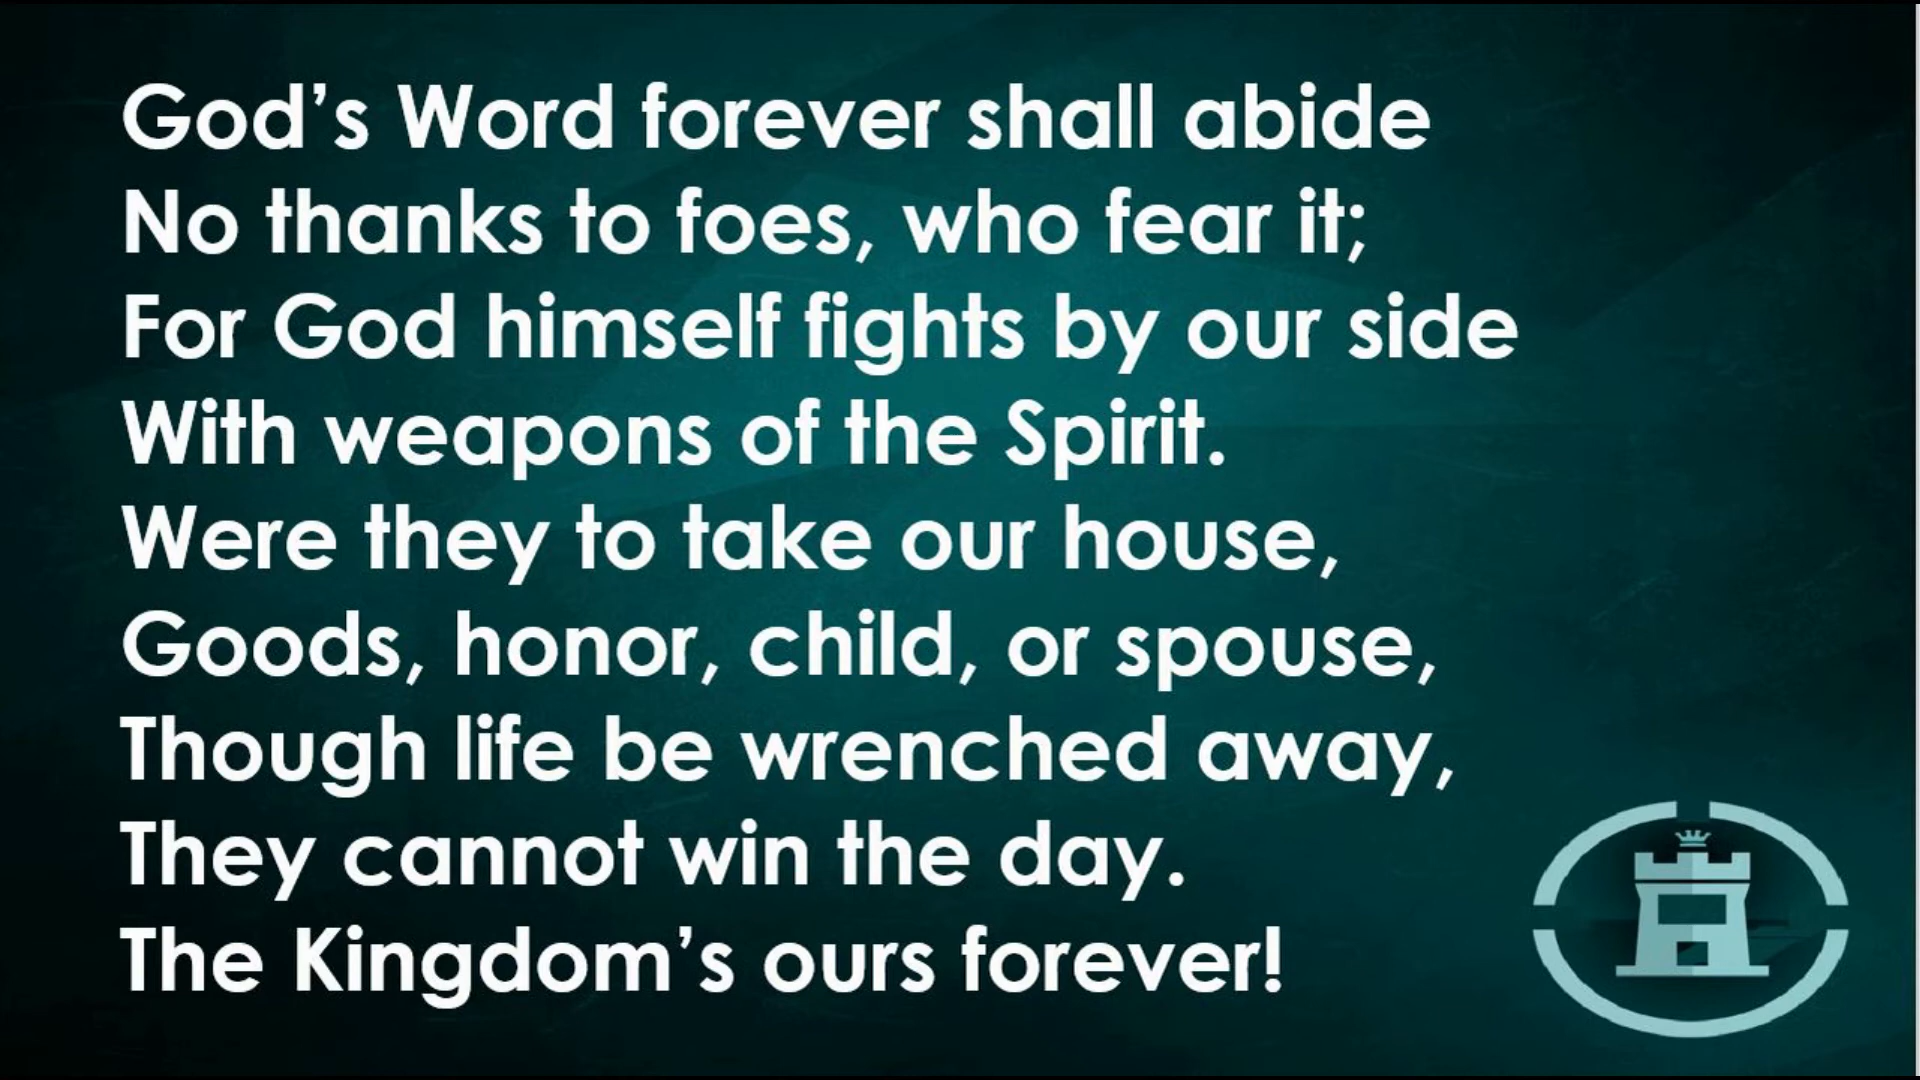 God’s Word forever shall abide
No thanks to foes, who fear it;
For God himself fights by our side
With weapons of the Spirit.
Were they to take our house,
Goods, honor, child, or spouse,
Though life be wrenched away,
They cannot win the day.
The Kingdom’s ours forever!